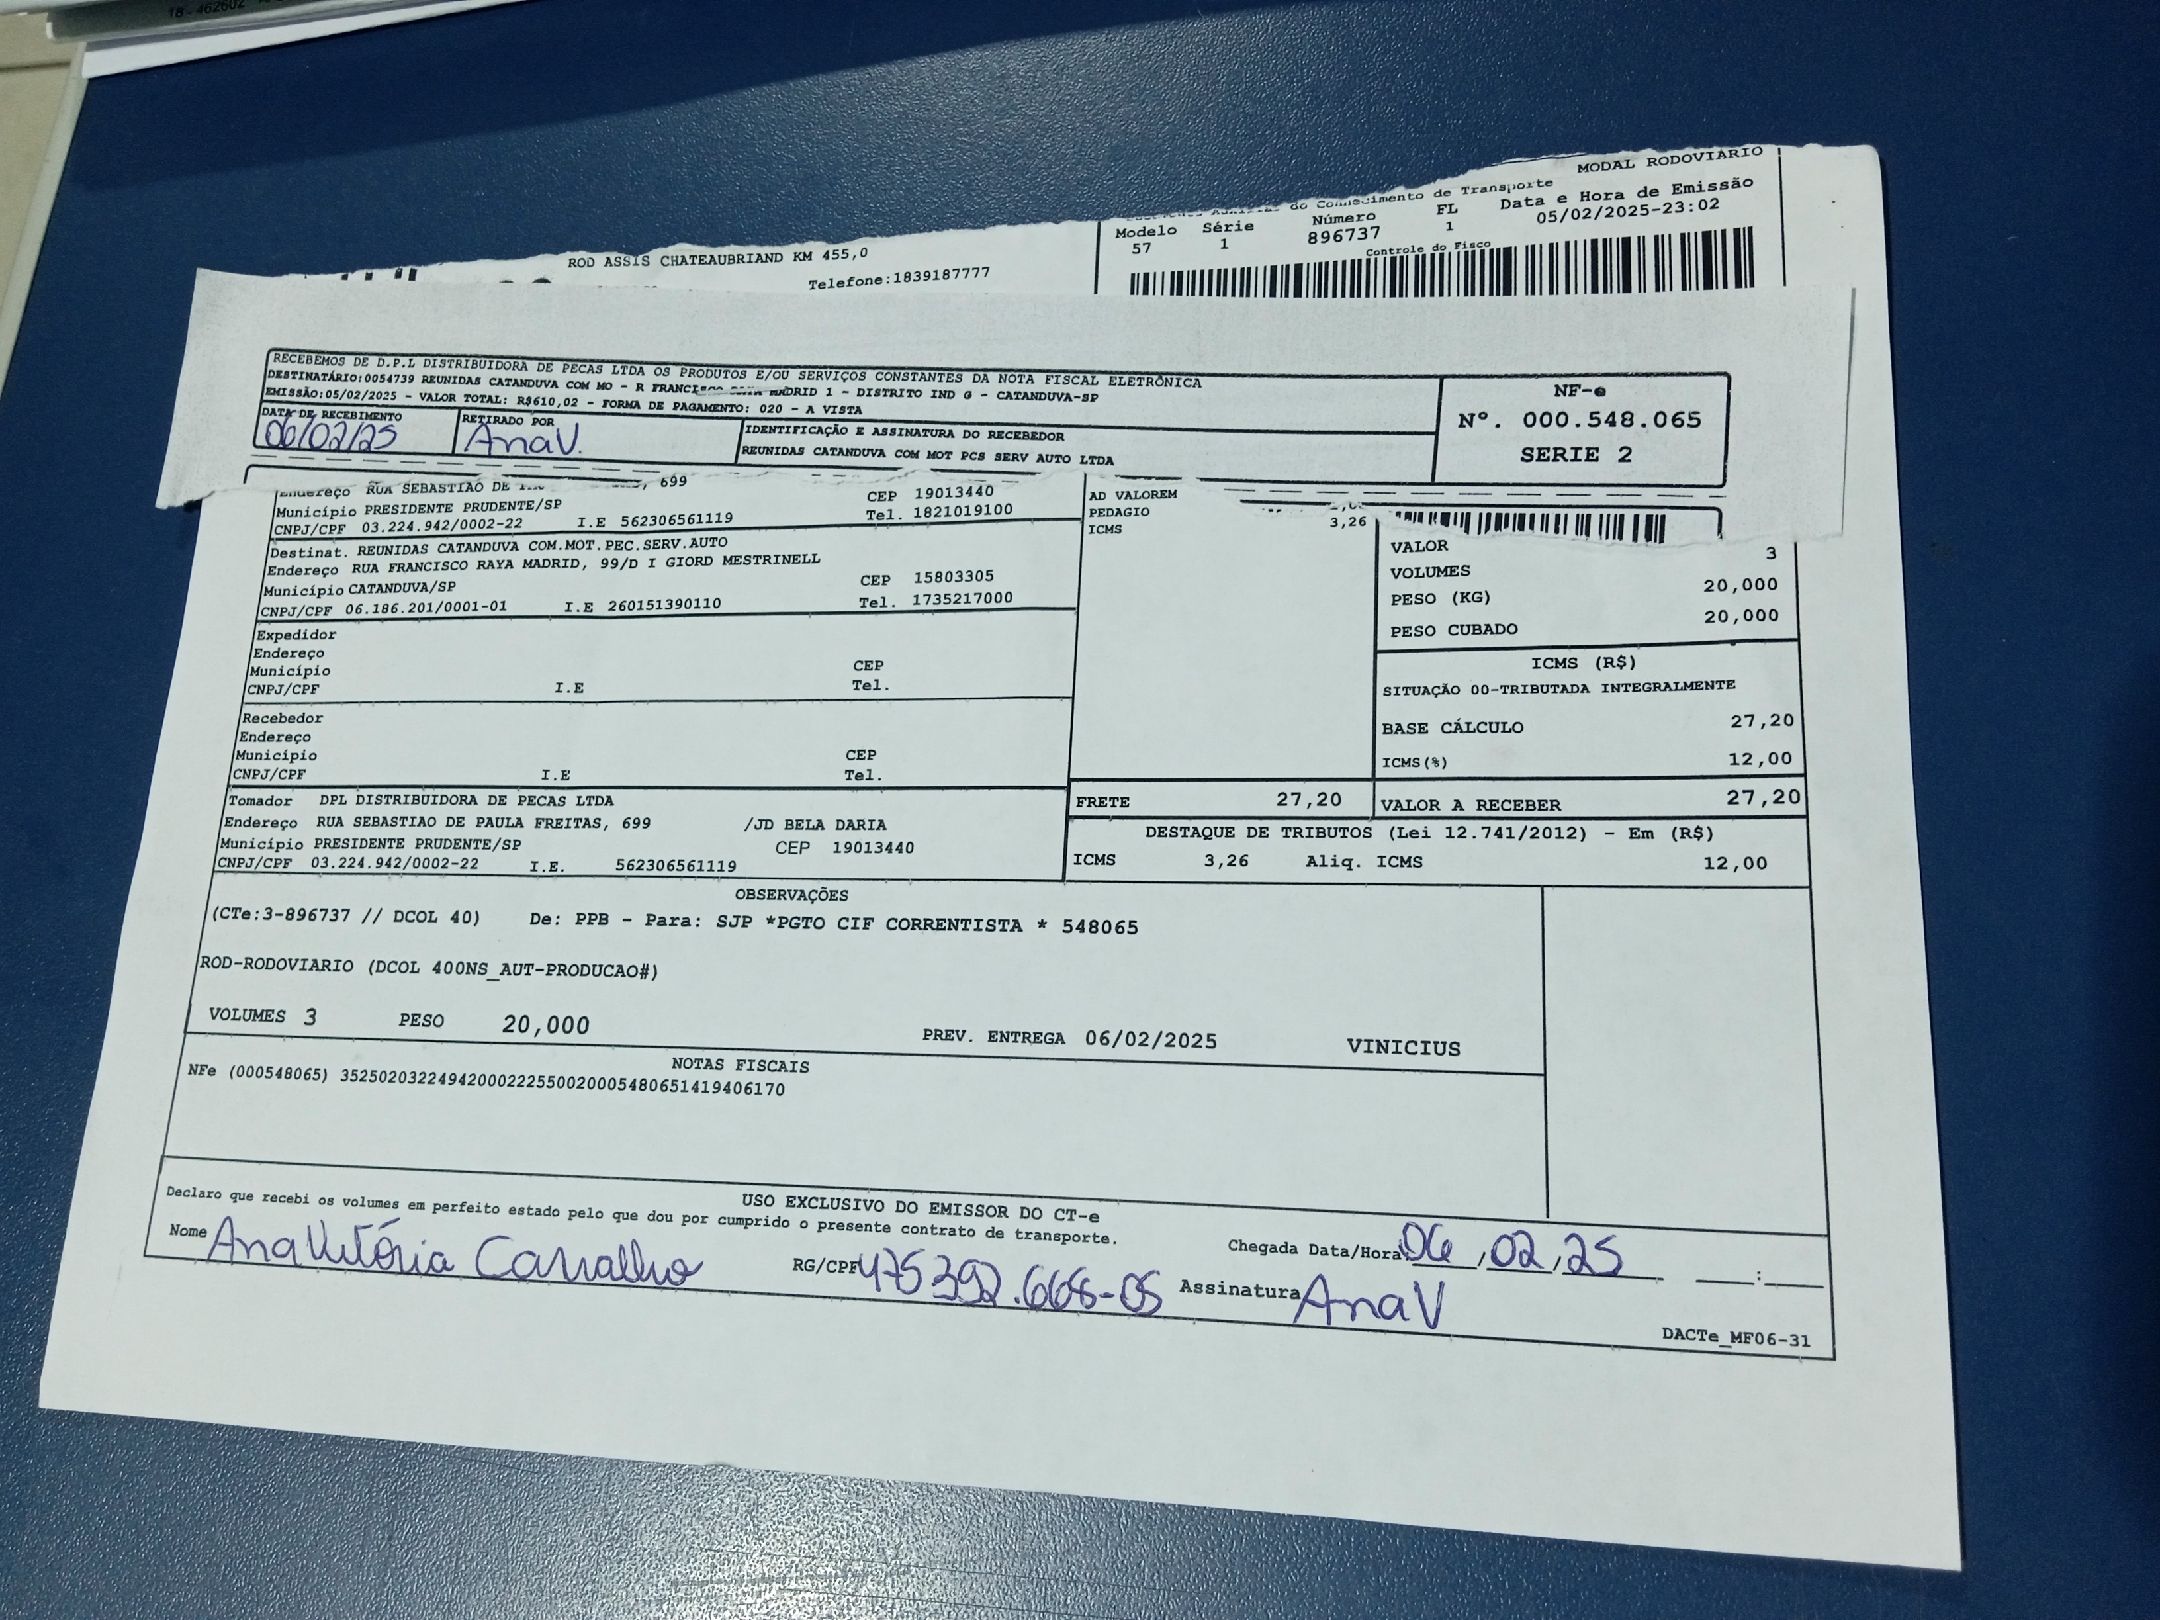 18 - 462602
MODAL RODOVIARIO
do Conhecimento de Transporte
Modelo Série Número FL Data e Hora de Emissão
57 1 896737 1 05/02/2025-23:02
Controle do Fisco
ROD ASSIS CHATEAUBRIAND KM 455,0
Telefone:1839187777
RECEBEMOS DE D.P.L DISTRIBUIDORA DE PECAS LTDA OS PRODUTOS E/OU SERVIÇOS CONSTANTES DA NOTA FISCAL ELETRÔNICA
DESTINATÁRIO:0054739 REUNIDAS CATANDUVA COM MO - R FRANCISCO MADRID 1 - DISTRITO IND G - CATANDUVA-SP
EMISSÃO:05/02/2025 - VALOR TOTAL: R$610,02 - FORMA DE PAGAMENTO: 020 - A VISTA
DATA DE RECEBIMENTO RETIRADO POR IDENTIFICAÇÃO E ASSINATURA DO RECEBEDOR
06/02/25 Ana V. REUNIDAS CATANDUVA COM MOT PCS SERV AUTO LTDA
NF-e
Nº. 000.548.065
SERIE 2
Endereço RUA SEBASTIAO DE , 699
Município PRESIDENTE PRUDENTE/SP CEP 19013440
CNPJ/CPF 03.224.942/0002-22 I.E 562306561119 Tel. 1821019100
Destinat. REUNIDAS CATANDUVA COM.MOT.PEC.SERV.AUTO
Endereço RUA FRANCISCO RAYA MADRID, 99/D I GIORD MESTRINELL
Município CATANDUVA/SP CEP 15803305
CNPJ/CPF 06.186.201/0001-01 I.E 260151390110 Tel. 1735217000
Expedidor
Endereço
Município CEP
CNPJ/CPF I.E Tel.
Recebedor
Endereço
Município CEP
CNPJ/CPF I.E Tel.
Tomador DPL DISTRIBUIDORA DE PECAS LTDA
Endereço RUA SEBASTIAO DE PAULA FREITAS, 699 /JD BELA DARIA
Município PRESIDENTE PRUDENTE/SP CEP 19013440
CNPJ/CPF 03.224.942/0002-22 I.E. 562306561119
AD VALOREM
PEDAGIO
ICMS 3,26
VALOR
VOLUMES 3
PESO (KG) 20,000
PESO CUBADO 20,000
ICMS (R$)
SITUAÇÃO 00-TRIBUTADA INTEGRALMENTE
BASE CÁLCULO 27,20
ICMS(%) 12,00
FRETE 27,20 VALOR A RECEBER 27,20
DESTAQUE DE TRIBUTOS (Lei 12.741/2012) - Em (R$)
ICMS 3,26 Aliq. ICMS 12,00
OBSERVAÇÕES
(CTe:3-896737 // DCOL 40) De: PPB - Para: SJP *PGTO CIF CORRENTISTA * 548065
ROD-RODOVIARIO (DCOL 400NS_AUT-PRODUCAO#)
VOLUMES 3 PESO 20,000 PREV. ENTREGA 06/02/2025 VINICIUS
NOTAS FISCAIS
NFe (000548065) 35250203224942000222550020005480651419406170
USO EXCLUSIVO DO EMISSOR DO CT-e
Declaro que recebi os volumes em perfeito estado pelo que dou por cumprido o presente contrato de transporte.
Nome Ana Vitória Carvalho RG/CPF 475392.668-05 Chegada Data/Hora 06/02/25 __:__
Assinatura Ana V
DACTe_MF06-31